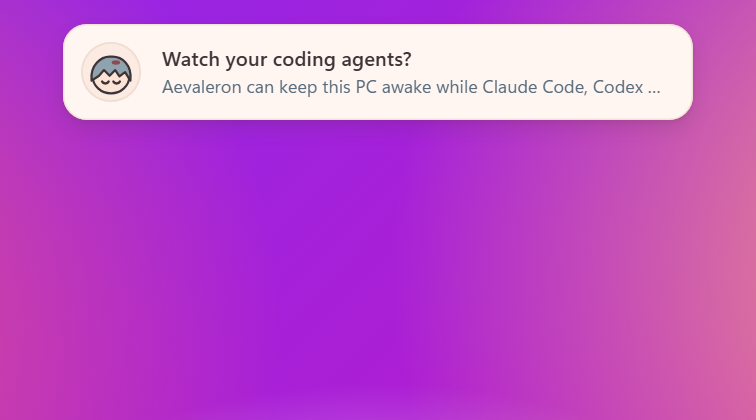 Watch your coding agents?
Aevaleron can keep this PC awake while Claude Code, Codex ...